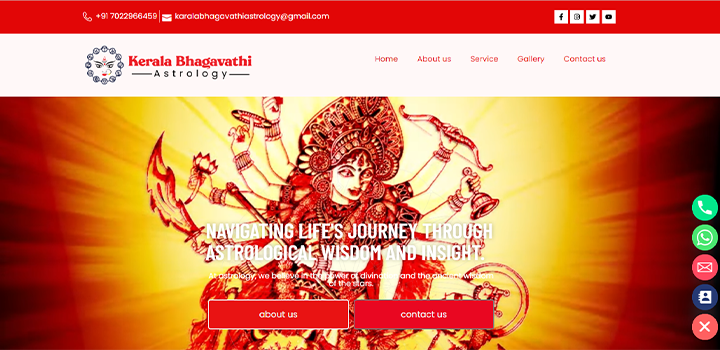 +91 7022966459 karalabhagavathiastrology@gmail.com
Kerala Bhagavathi
Astrology
Home About us Service Gallery Contact us
NAVIGATING LIFE'S JOURNEY THROUGH
ASTROLOGICAL WISDOM AND INSIGHT
At astrology, we believe in the power of divination and the ancient wisdom
of the stars.
about us contact us